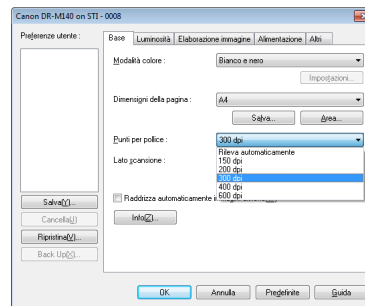 Canon DR-M140 on STI - 0008
Preferenze utente :
Base Luminosità Elaborazione immagine Alimentazione Altri
Modalità colore : Bianco e nero
Impostazioni...
Dimensigni della pagina : A4
Salva... Area...
Punti per pollice : 300 dpi
Rileva automaticamente
150 dpi
200 dpi
300 dpi
400 dpi
600 dpi
Lato scansione :
Raddrizza automaticamente
Salva(Y)...
Cancella(J)
Ripristina(V)...
Back Up(X)...
Info(Z)...
OK Annulla Predefinite Guida